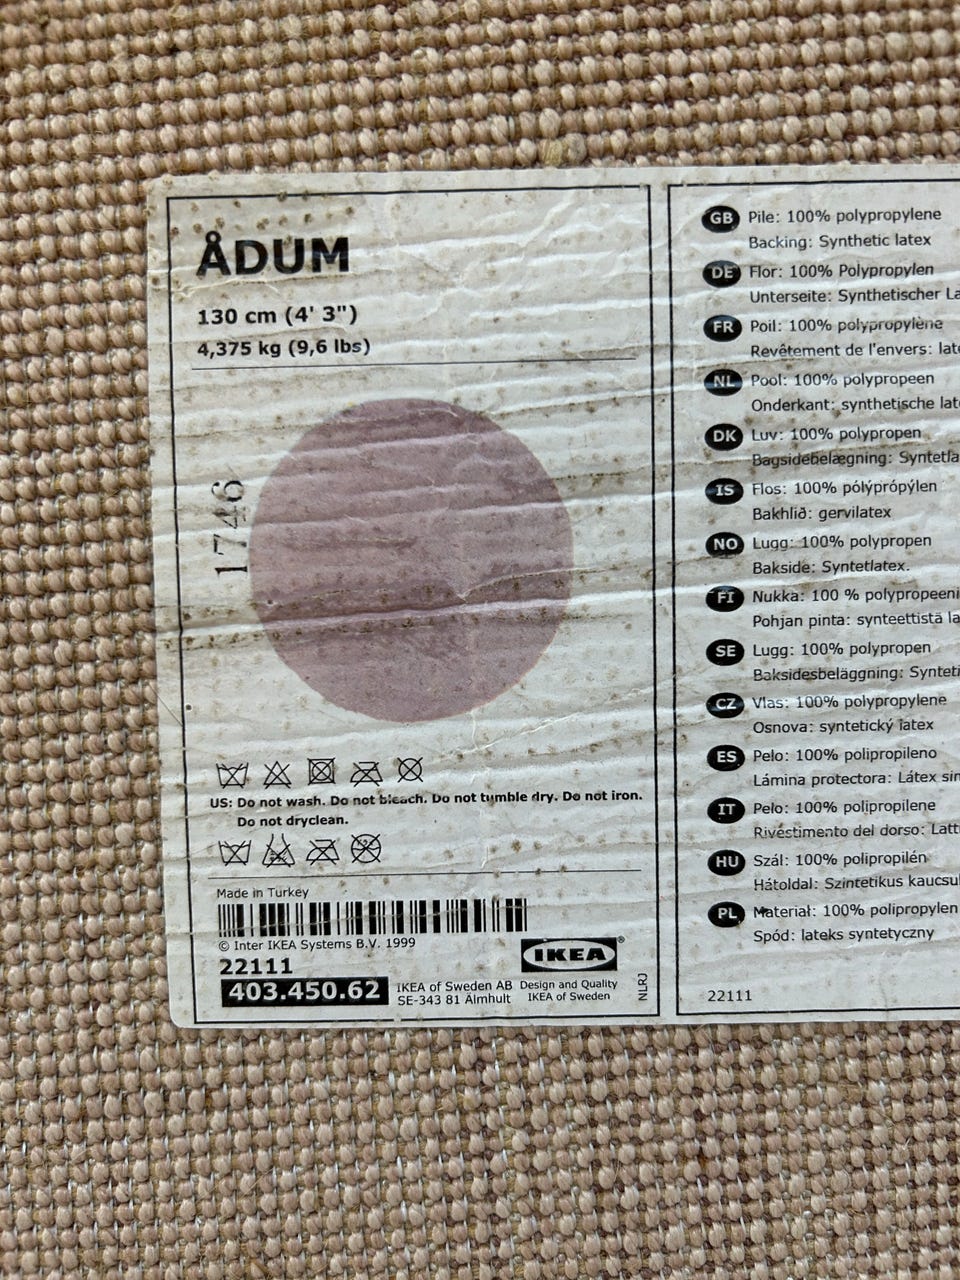 ÅDUM
130 cm (4' 3")
4,375 kg (9,6 lbs)
1746
US: Do not wash. Do not bleach. Do not tumble dry. Do not iron.
Do not dryclean.
Made in Turkey
© Inter IKEA Systems B.V. 1999
22111
403.450.62
IKEA of Sweden AB
SE-343 81 Älmhult
IKEA®
Design and Quality
IKEA of Sweden
NLRJ
GB Pile: 100% polypropylene
Backing: Synthetic latex
DE Flor: 100% Polypropylen
Unterseite: Synthetischer
FR Poil: 100% polypropylène
Revêtement de l'envers:
NL Pool: 100% polypropeen
Onderkant: synthetische
DK Luv: 100% polypropen
Bagsidebelægning:
IS Flos: 100% pólýprópýlen
Bakhlið: gervilatex
NO Lugg: 100% polypropen
Bakside: Syntetlatex.
FI Nukka: 100 % polypropeeni
Pohjan pinta: synteettistä
SE Lugg: 100% polypropen
Baksidesbeläggning:
CZ Vlas: 100% polypropylene
Osnova: syntetický latex
ES Pelo: 100% polipropileno
Lámina protectora: Látex
IT Pelo: 100% polipropilene
Rivestimento del dorso:
HU Szál: 100% polipropilén
Hátoldal: Szintetikus
PL Materiał: 100% polipropylen
Spód: lateks syntetyczny
22111